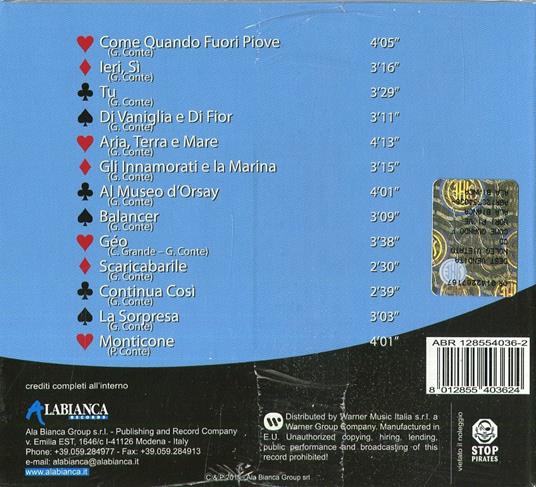 Come Quando Fuori Piove 4’05’’
(G. Conte)
Ieri, Sì 3’16’’
(G. Conte)
Tu 3’29’’
(G. Conte)
Di Vaniglia e Di Fior 3’11’’
(G. Conte)
Aria, Terra e Mare 4’13’’
(G. Conte)
Gli Innamorati e la Marina 3’15’’
(G. Conte)
Al Museo d’Orsay 4’01’’
(G. Conte)
Balancer 3’09’’
(G. Conte)
Géo 3’38’’
(C. Grande – G. Conte)
Scaricabarile 2’30’’
(G. Conte)
Continua Così 2’39’’
(G. Conte)
La Sorpresa 3’03’’
(G. Conte)
Monticone 4’01’’
(P. Conte)
COME QUANDO F
DEST.VENDITA
ABR 128554036-2
8 012855 403624
crediti completi all’interno
ALABIANCA
RECORDS
Ala Bianca Group s.r.l. - Publishing and Record Company
v. Emilia EST, 1646/c I-41126 Modena - Italy
Phone: +39.059.284977 - Fax: +39.059.284913
e-mail: alabianca@alabianca.it
www.alabianca.it
Distributed by Warner Music Italia s.r.l. a
Warner Group Company. Manufactured in
E.U. Unauthorized copying, hiring, lending,
public performance and broadcasting of this
record prohibited!
vietato il noleggio
STOP
PIRATES
Ala Bianca Group srl